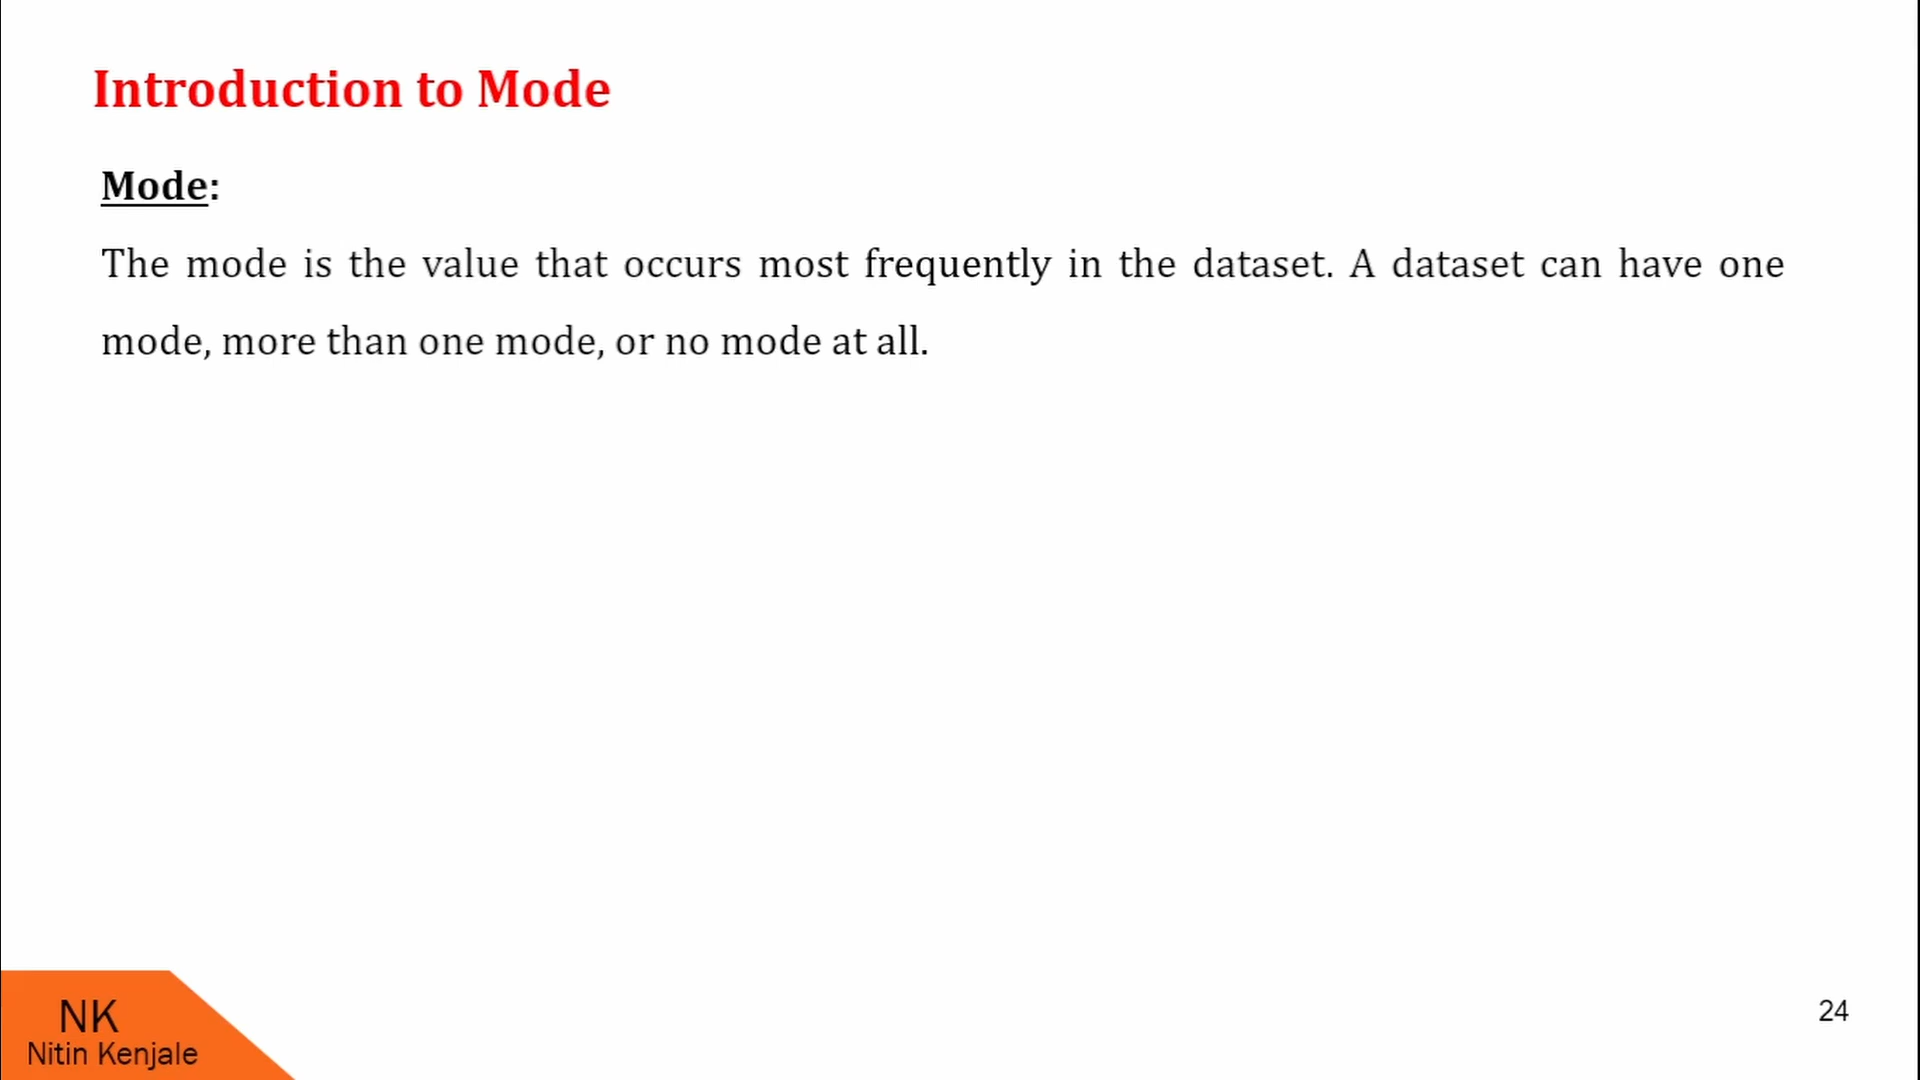 Introduction to Mode
Mode:
The mode is the value that occurs most frequently in the dataset. A dataset can have one
mode, more than one mode, or no mode at all.
NK
Nitin Kenjale
24